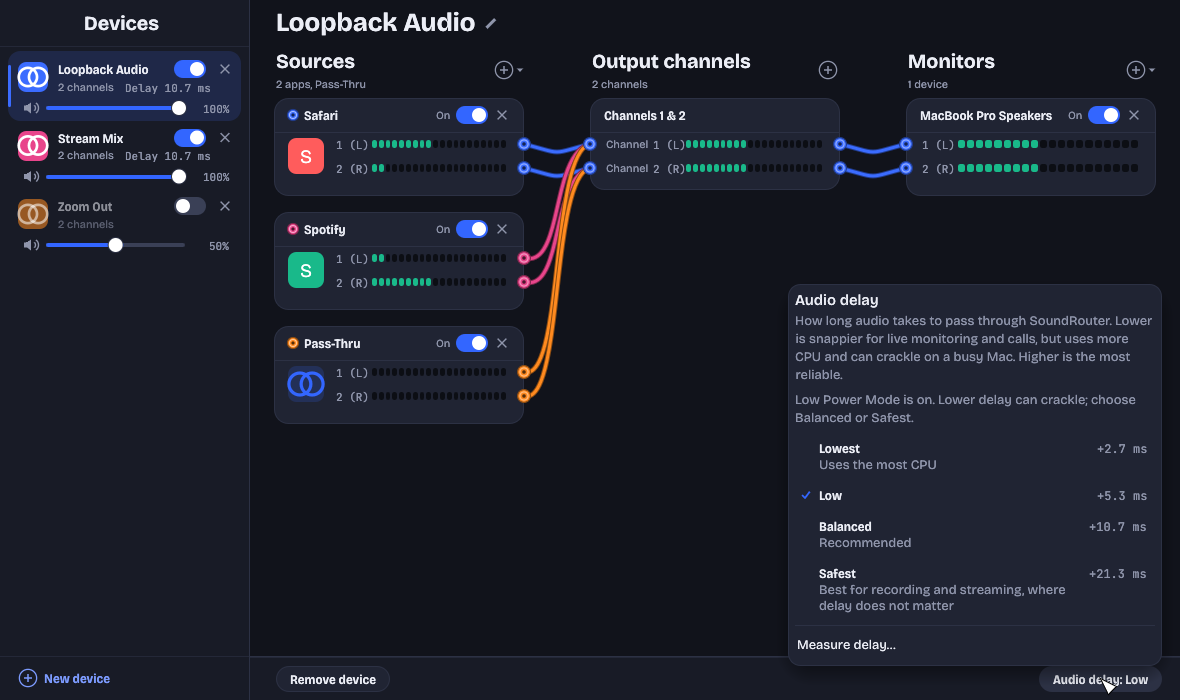 Devices
Loopback Audio
2 channels Delay 10.7 ms
100%
Stream Mix
2 channels Delay 10.7 ms
100%
Zoom Out
2 channels
50%
New device
Loopback Audio
Sources
2 apps, Pass-Thru
Safari On
S
1 (L)
2 (R)
Spotify On
S
1 (L)
2 (R)
Pass-Thru On
1 (L)
2 (R)
Output channels
2 channels
Channels 1 & 2
Channel 1 (L)
Channel 2 (R)
Monitors
1 device
MacBook Pro Speakers On
1 (L)
2 (R)
Audio delay
How long audio takes to pass through SoundRouter. Lower
is snappier for live monitoring and calls, but uses more
CPU and can crackle on a busy Mac. Higher is the most
reliable.
Low Power Mode is on. Lower delay can crackle; choose
Balanced or Safest.
Lowest +2.7 ms
Uses the most CPU
Low +5.3 ms
Balanced +10.7 ms
Recommended
Safest +21.3 ms
Best for recording and streaming, where
delay does not matter
Measure delay...
Remove device
Audio delay: Low